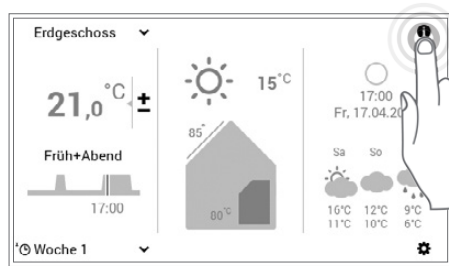 Erdgeschoss
21,0 °C ±
Früh+Abend
17:00
Woche 1
15°C
85°
80°C
17:00
Fr, 17.04.20
Sa So
16°C 12°C 9°C
11°C 10°C 6°C